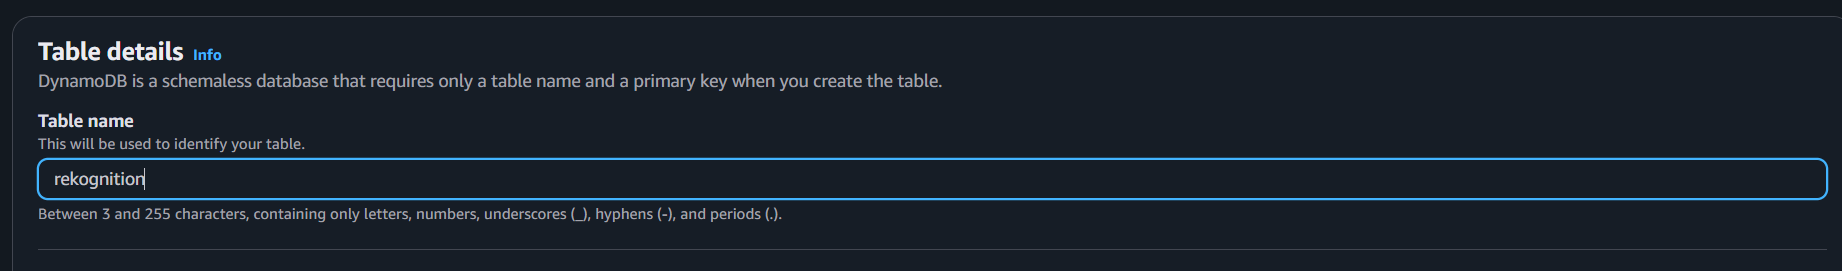 Table details Info
DynamoDB is a schemaless database that requires only a table name and a primary key when you create the table.
Table name
This will be used to identify your table.
rekognition
Between 3 and 255 characters, containing only letters, numbers, underscores (_), hyphens (-), and periods (.).